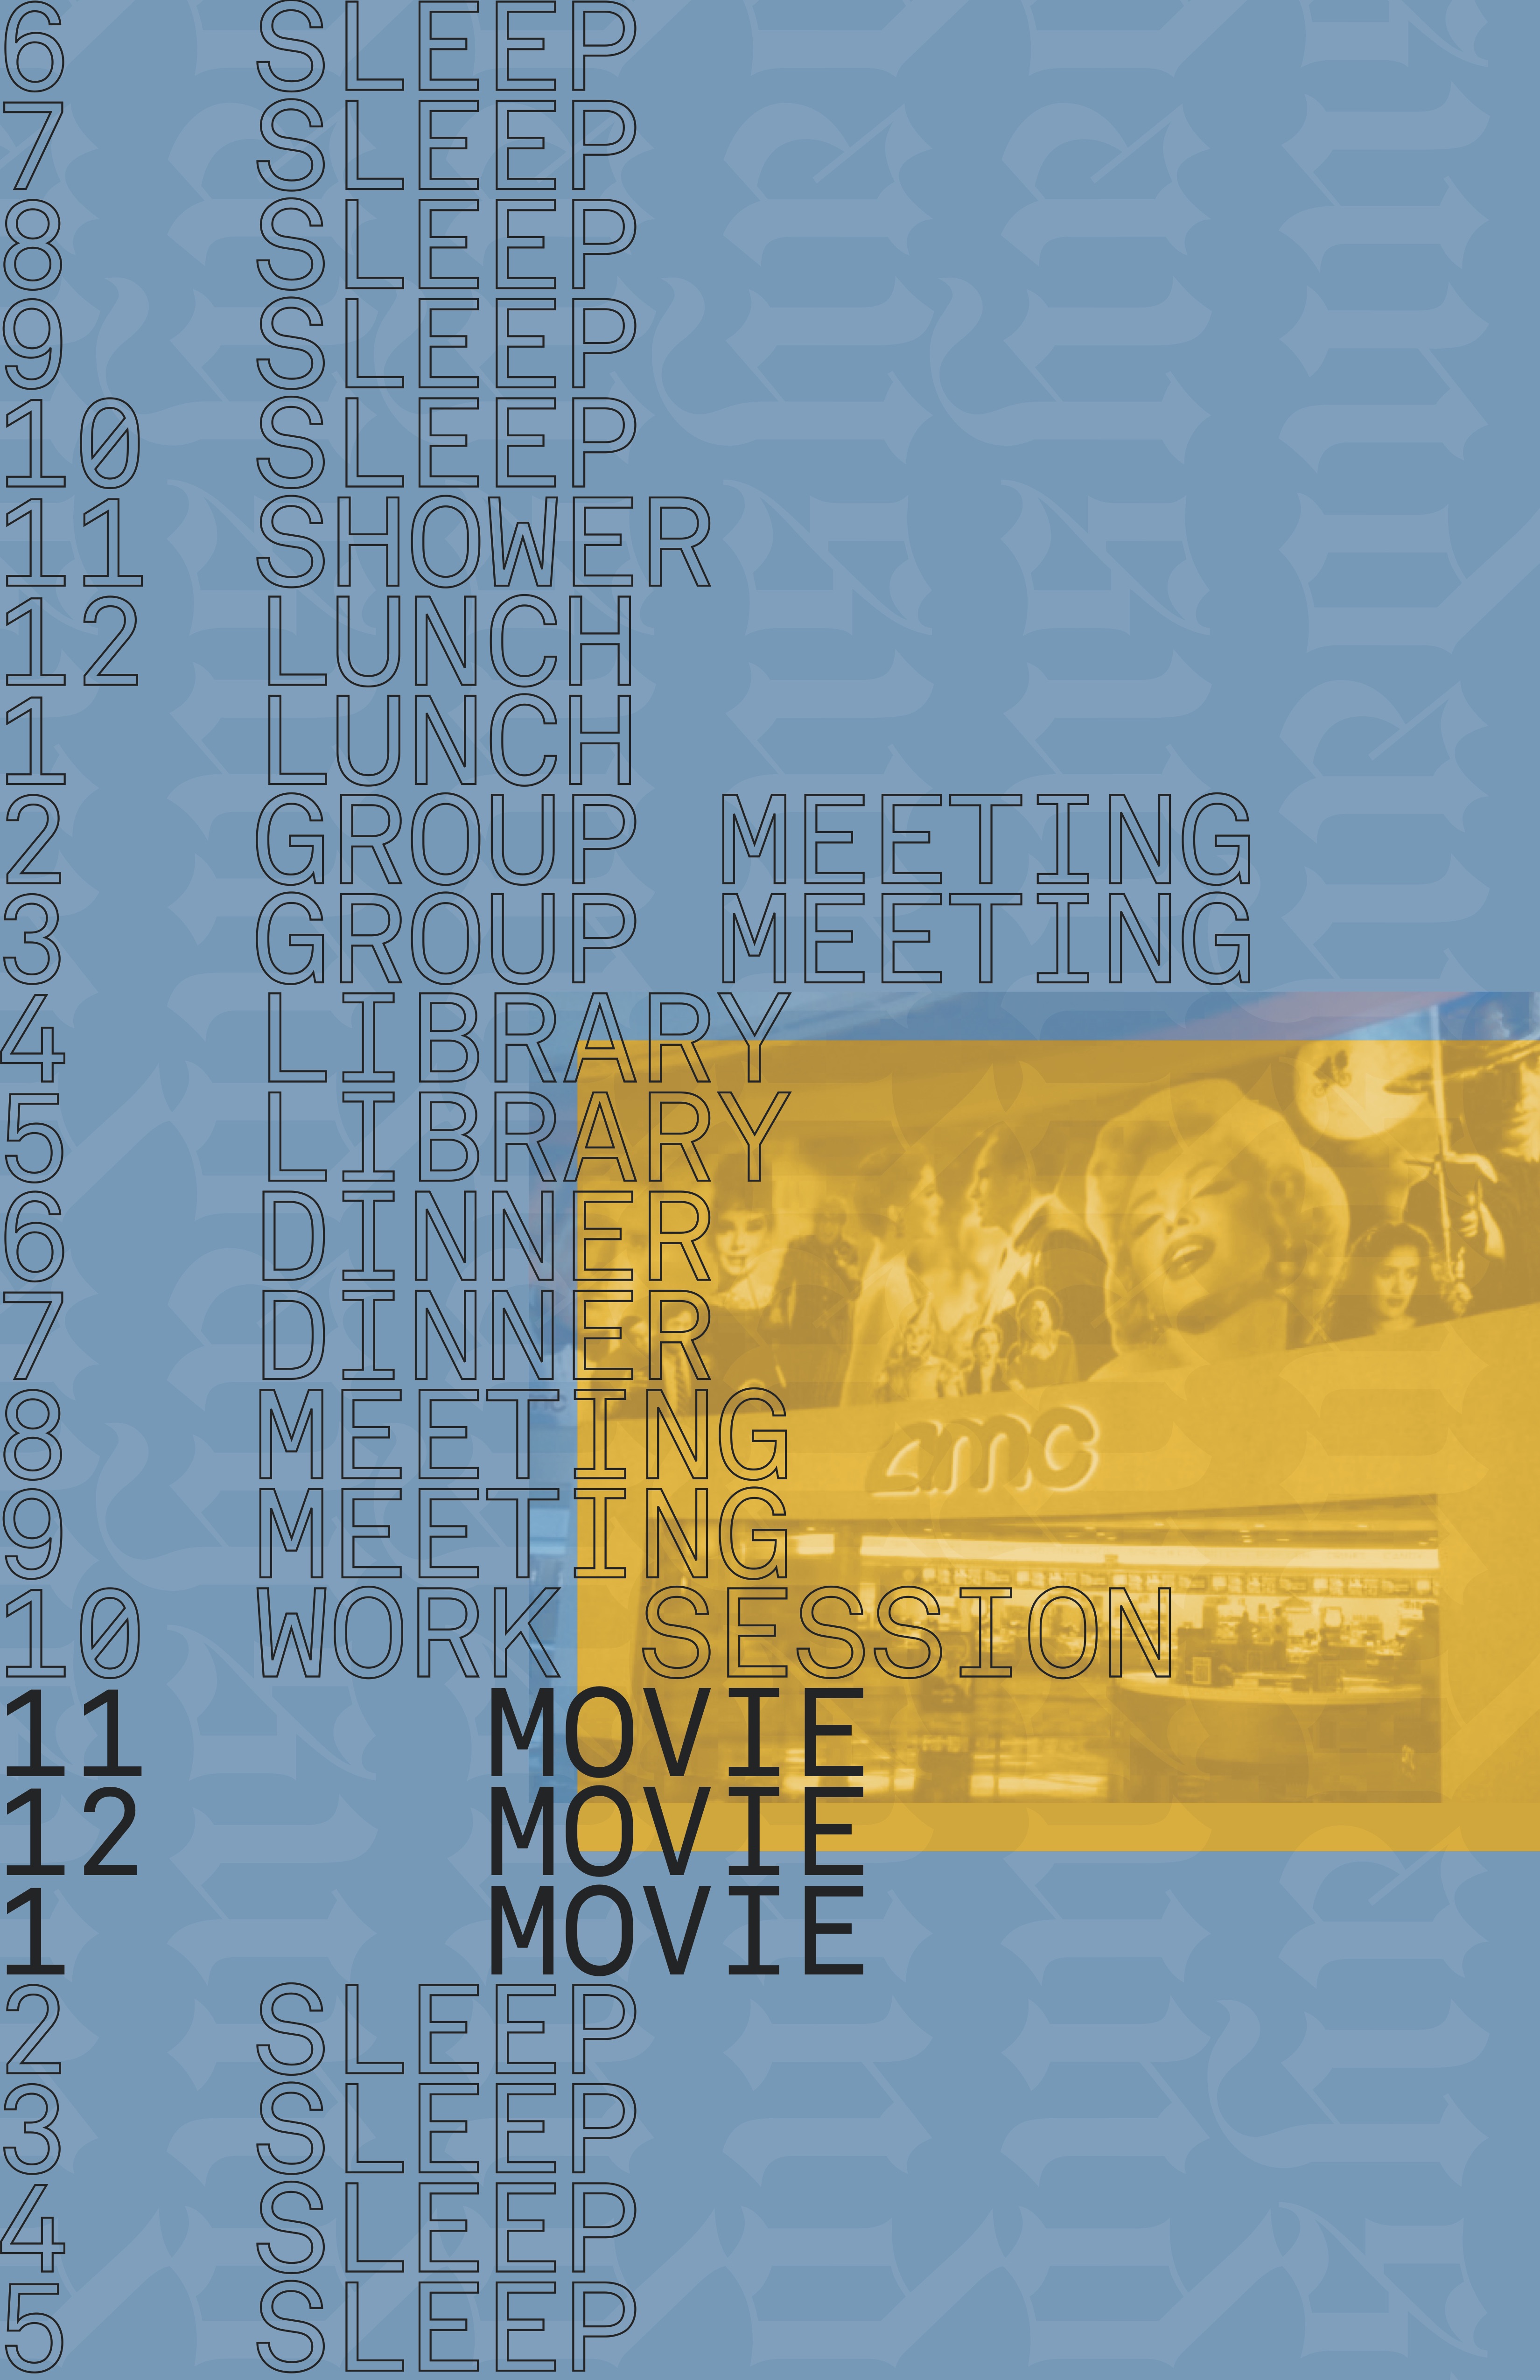 6 SLEEP
7 SLEEP
8 SLEEP
9 SLEEP
10 SLEEP
11 SHOWER
12 LUNCH
1 LUNCH
2 GROUP MEETING
3 GROUP MEETING
4 LIBRARY
5 LIBRARY
6 DINNER
7 DINNER
8 MEETING
9 MEETING
amc
10 WORK SESSION
11 MOVIE
12 MOVIE
1 MOVIE
2 SLEEP
3 SLEEP
4 SLEEP
5 SLEEP